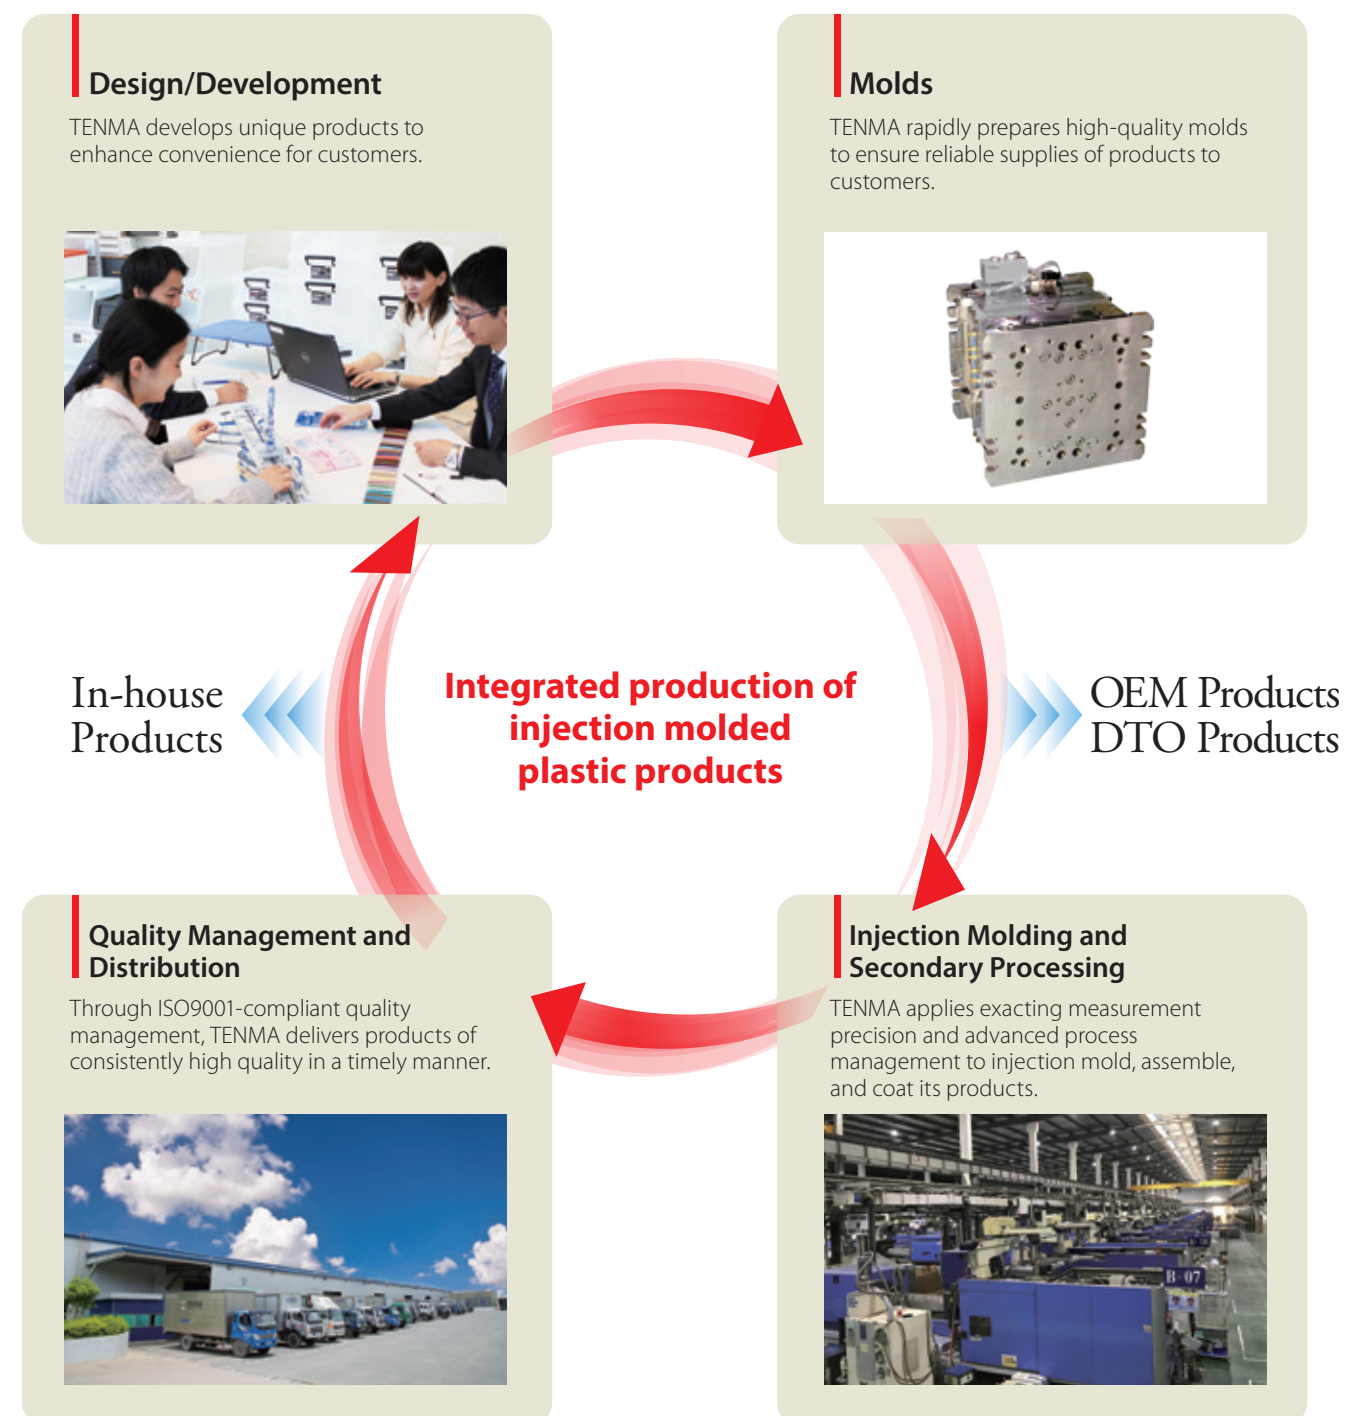 Design/Development
TENMA develops unique products to
enhance convenience for customers.
Molds
TENMA rapidly prepares high-quality molds
to ensure reliable supplies of products to
customers.
In-house
Products
Integrated production of
injection molded
plastic products
OEM Products
DTO Products
Quality Management and
Distribution
Through ISO9001-compliant quality
management, TENMA delivers products of
consistently high quality in a timely manner.
Injection Molding and
Secondary Processing
TENMA applies exacting measurement
precision and advanced process
management to injection mold, assemble,
and coat its products.
B-07